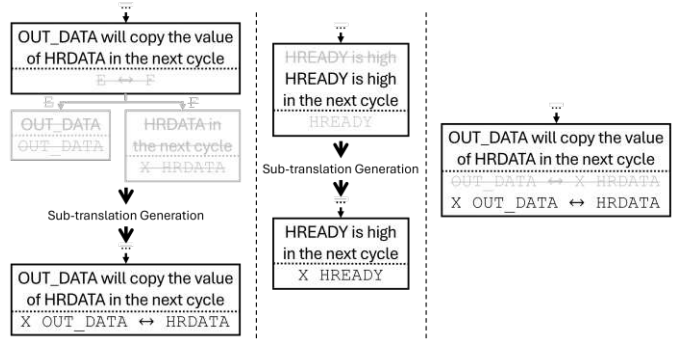 ...
OUT_DATA will copy the value
of HRDATA in the next cycle
E ↔ F
E
F
OUT_DATA
OUT_DATA
HRDATA in
the next cycle
X HRDATA
Sub-translation Generation
...
OUT_DATA will copy the value
of HRDATA in the next cycle
X OUT_DATA ↔ HRDATA
...
HREADY is high
HREADY is high
in the next cycle
HREADY
Sub-translation Generation
...
HREADY is high
in the next cycle
X HREADY
...
OUT_DATA will copy the value
of HRDATA in the next cycle
OUT_DATA ↔ X HRDATA
X OUT_DATA ↔ HRDATA